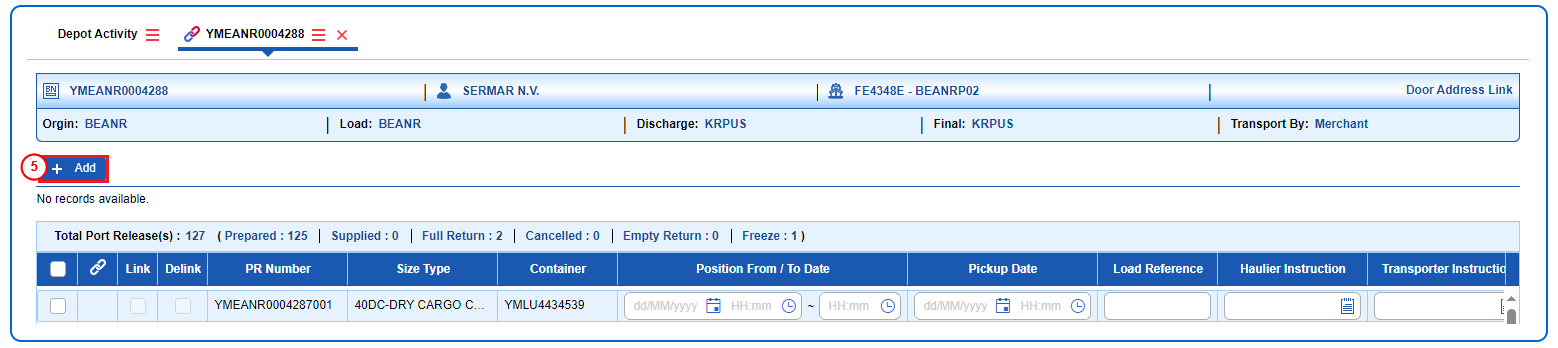 Depot Activity YMEANR0004288
BN YMEANR0004288 SERMAR N.V. FE4348E - BEANRP02 Door Address Link
Orgin: BEANR Load: BEANR Discharge: KRPUS Final: KRPUS Transport By: Merchant
5 + Add
No records available.
Total Port Release(s) : 127 ( Prepared : 125 Supplied : 0 Full Return : 2 Cancelled : 0 Empty Return : 0 Freeze : 1 )
Link Delink PR Number Size Type Container Position From / To Date Pickup Date Load Reference Haulier Instruction Transporter Instructio
YMEANR0004287001 40DC-DRY CARGO C... YMLU4434539 dd/MM/yyyy HH:mm ~ HH:mm dd/MM/yyyy HH:mm